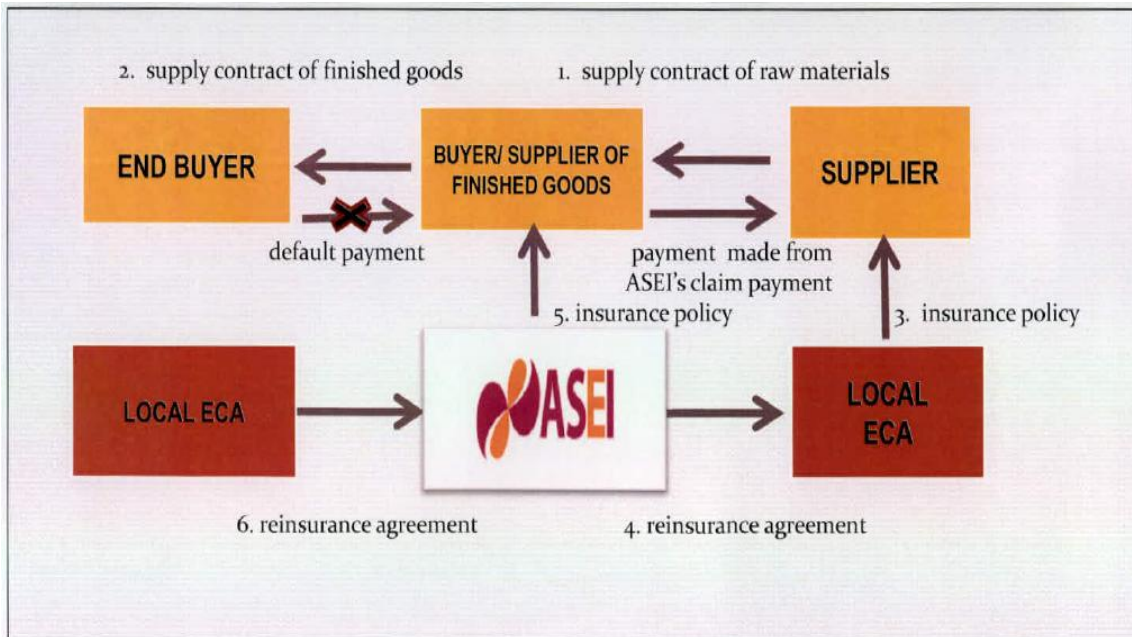 2. supply contract of finished goods
1. supply contract of raw materials
END BUYER
BUYER/ SUPPLIER OF
FINISHED GOODS
SUPPLIER
default payment
payment made from
ASEI's claim payment
5. insurance policy
3. insurance policy
LOCAL ECA
ASEI
LOCAL
ECA
6. reinsurance agreement
4. reinsurance agreement